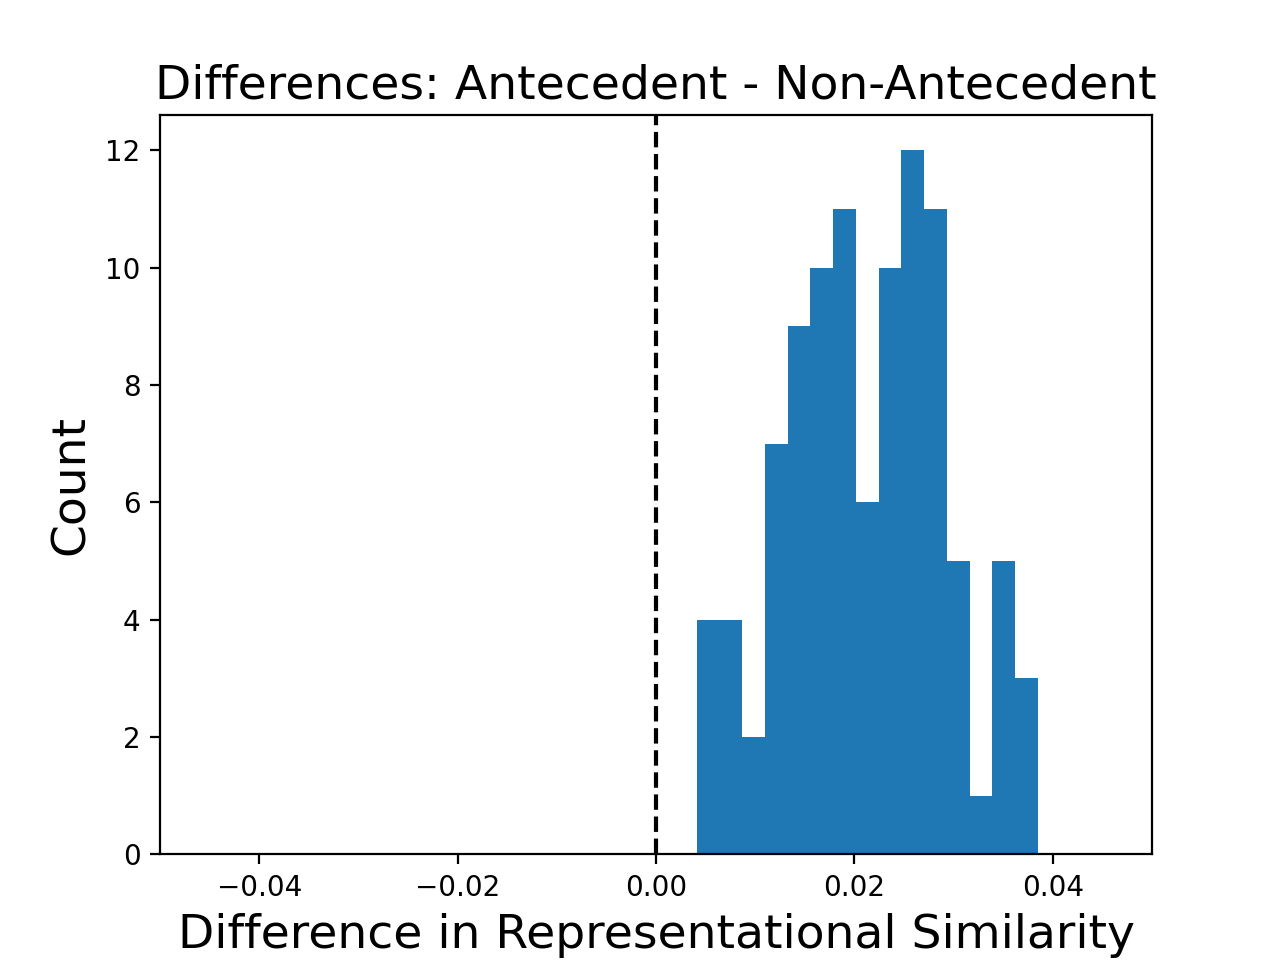 Differences: Antecedent - Non-Antecedent
12
10
8
6
4
2
0
Count
−0.04 −0.02 0.00 0.02 0.04
Difference in Representational Similarity